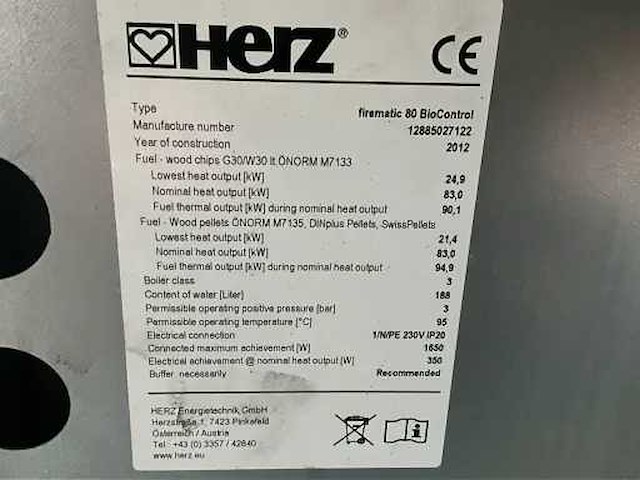 HERZ®
CE
Type firematic 80 BioControl
Manufacture number 12885027122
Year of construction 2012
Fuel - wood chips G30/W30 lt.ÖNORM M7133
Lowest heat output [kW] 24,9
Nominal heat output [kW] 83,0
Fuel thermal output [kW] during nominal heat output 90,1
Fuel - Wood pellets ÖNORM M7135, DINplus Pellets, SwissPellets
Lowest heat output [kW] 21,4
Nominal heat output [kW] 83,0
Fuel thermal output [kW] during nominal heat output 94,9
Boiler class 3
Content of water [Liter] 188
Permissible operating positive pressure [bar] 3
Permissible operating temperature [°C] 95
Electrical connection 1/N/PE 230V IP20
Connected maximum achievement [W] 1650
Electrical achievement @ nominal heat output [W] 350
Buffer necessarily Recommended
HERZ Energietechnik GmbH
Herzstraße 1, 7423 Pinkafeld
Österreich / Austria
Tel : +43 (0) 3357 / 42840
www.herz.eu